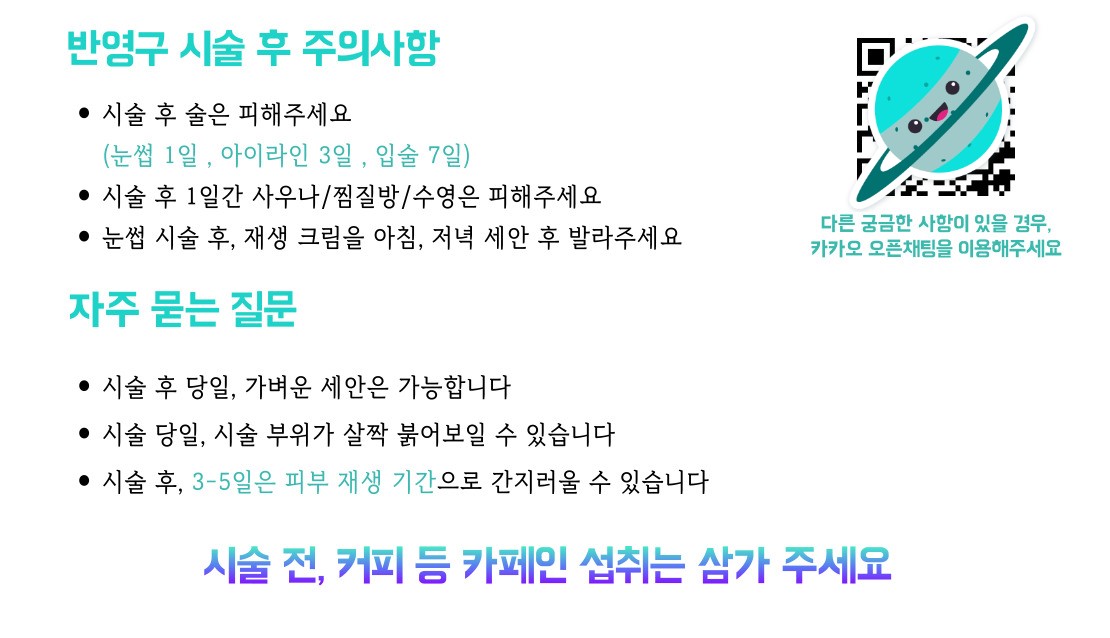 반영구 시술 후 주의사항
시술 후 술은 피해주세요
(눈썹 1일 , 아이라인 3일 , 입술 7일)
시술 후 1일간 사우나/찜질방/수영은 피해주세요
눈썹 시술 후, 재생 크림을 아침, 저녁 세안 후 발라주세요
다른 궁금한 사항이 있을 경우,
카카오 오픈채팅을 이용해주세요
자주 묻는 질문
시술 후 당일, 가벼운 세안은 가능합니다
시술 당일, 시술 부위가 살짝 붉어보일 수 있습니다
시술 후, 3-5일은 피부 재생 기간으로 간지러울 수 있습니다
시술 전, 커피 등 카페인 섭취는 삼가 주세요